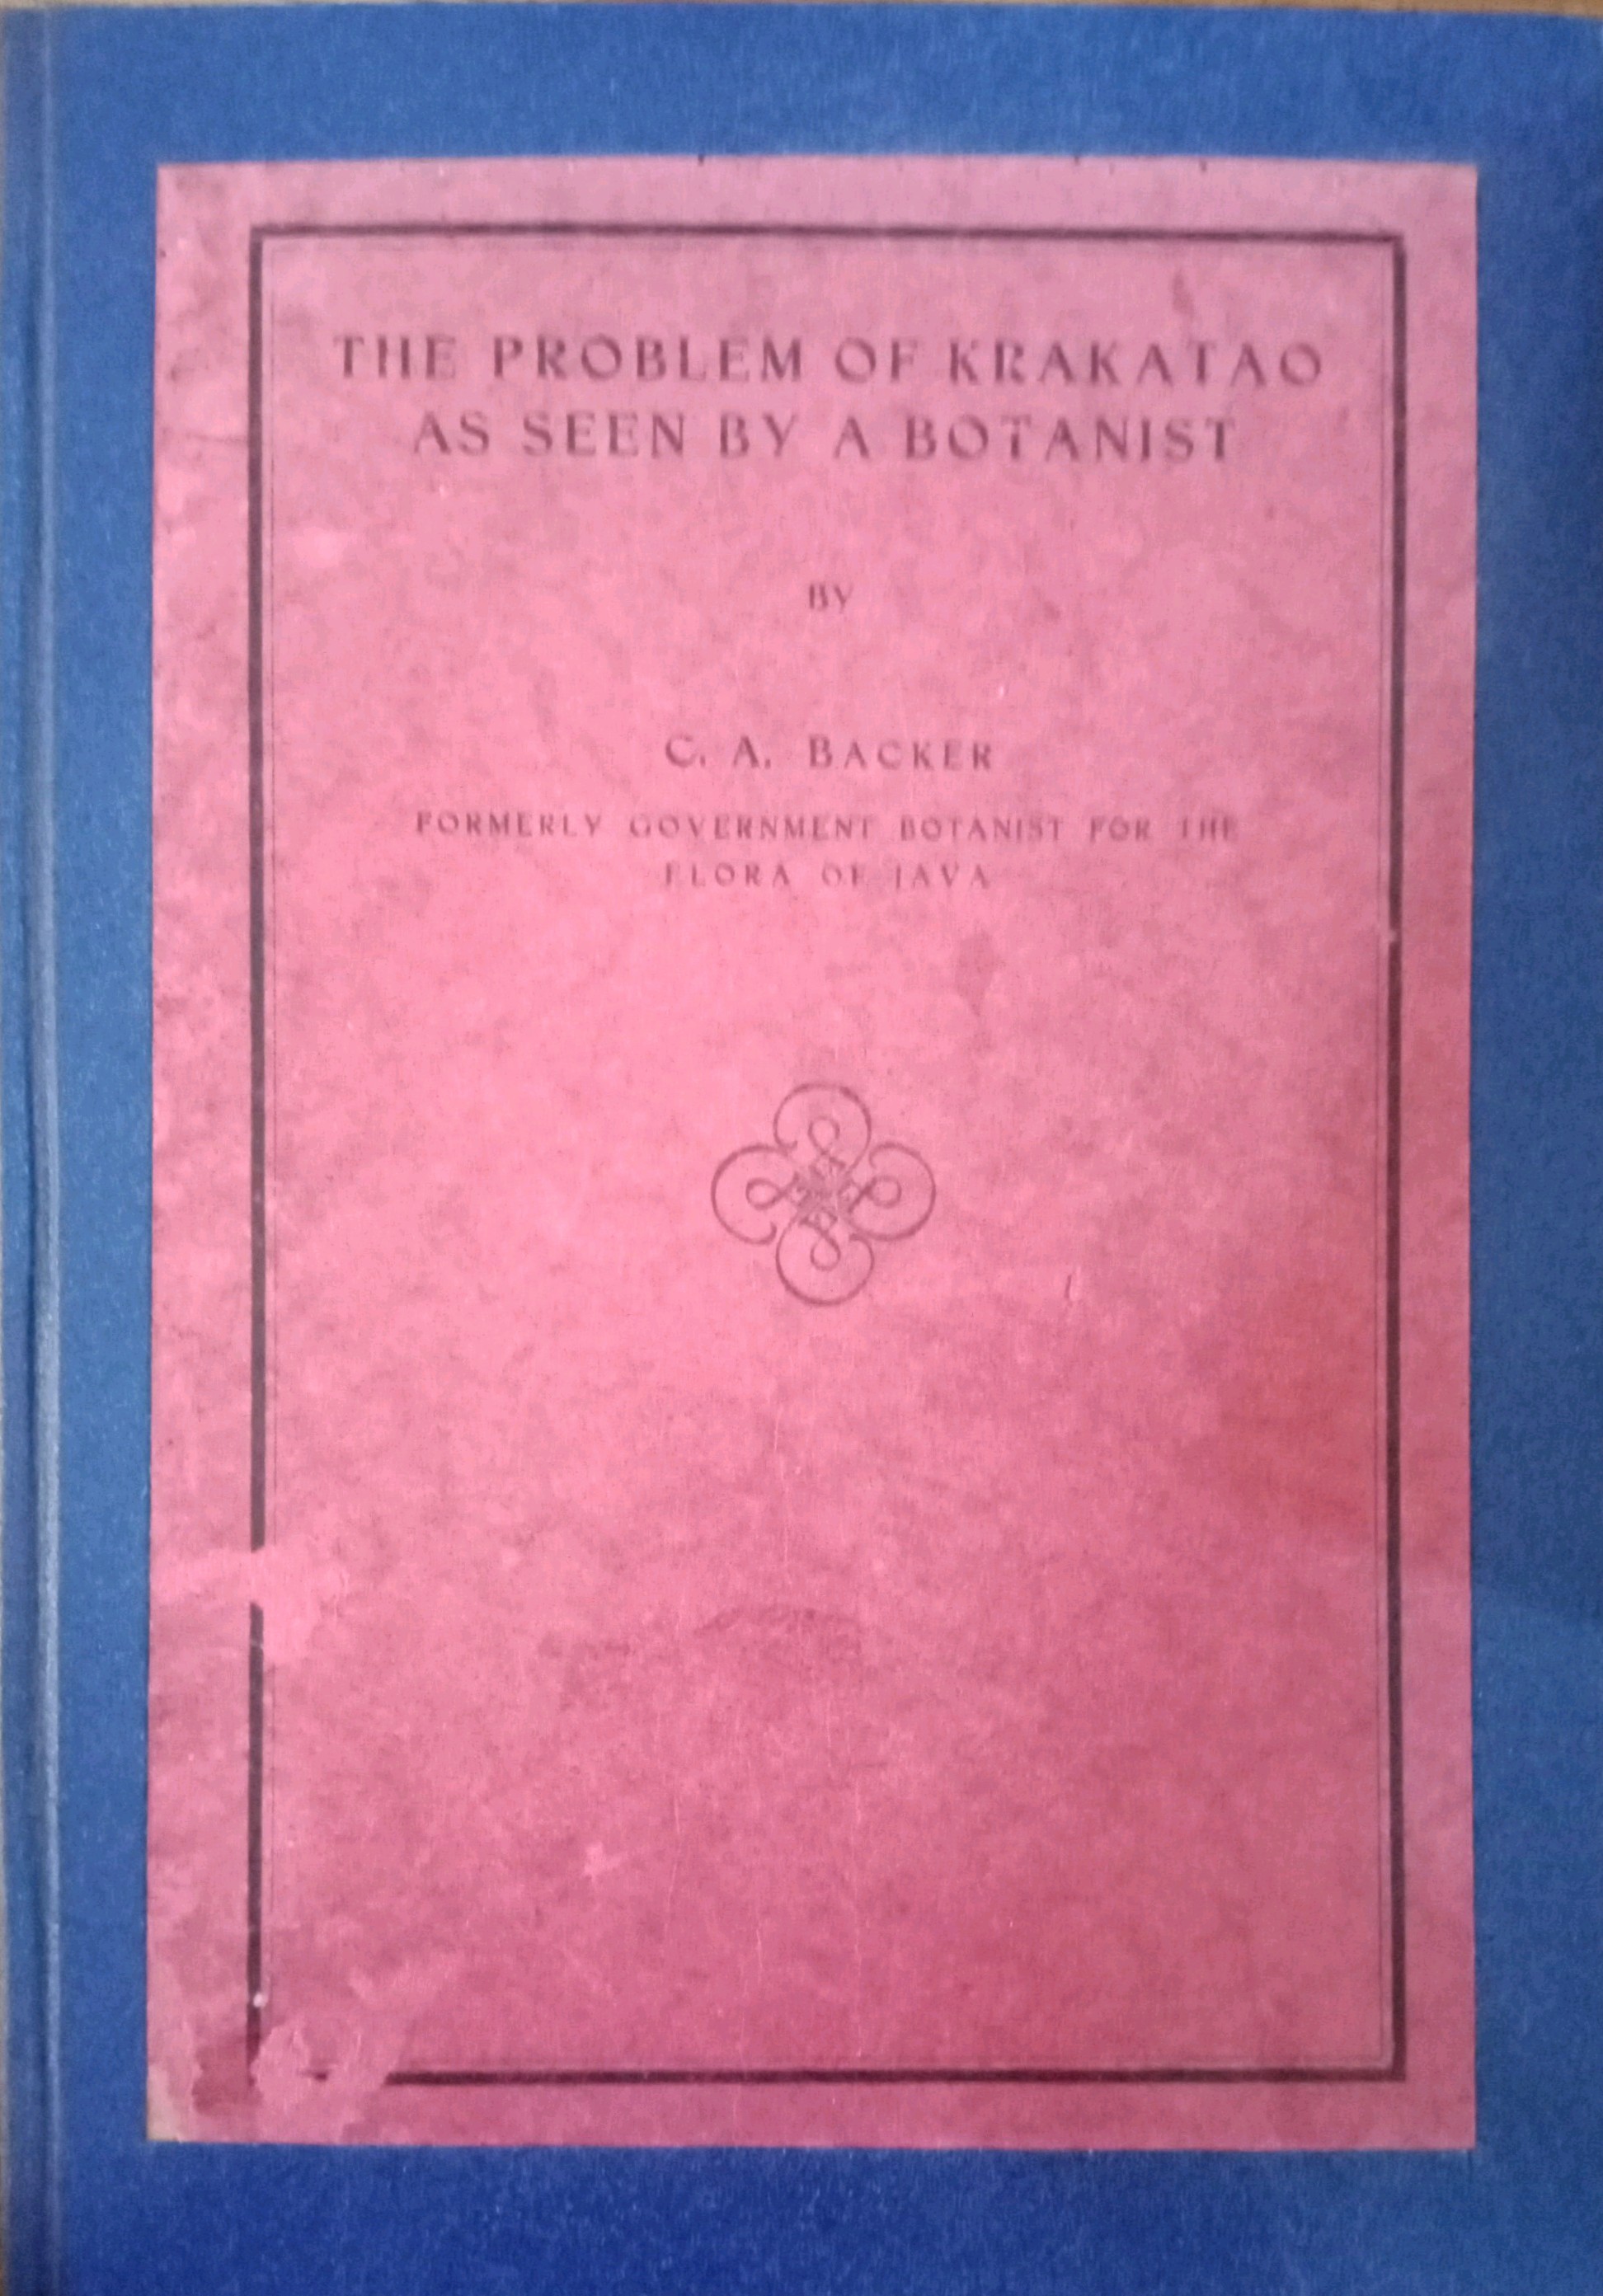 THE PROBLEM OF KRAKATAO
AS SEEN BY A BOTANIST
BY
C. A. BACKER
FORMERLY GOVERNMENT BOTANIST FOR THE
FLORA OF JAVA